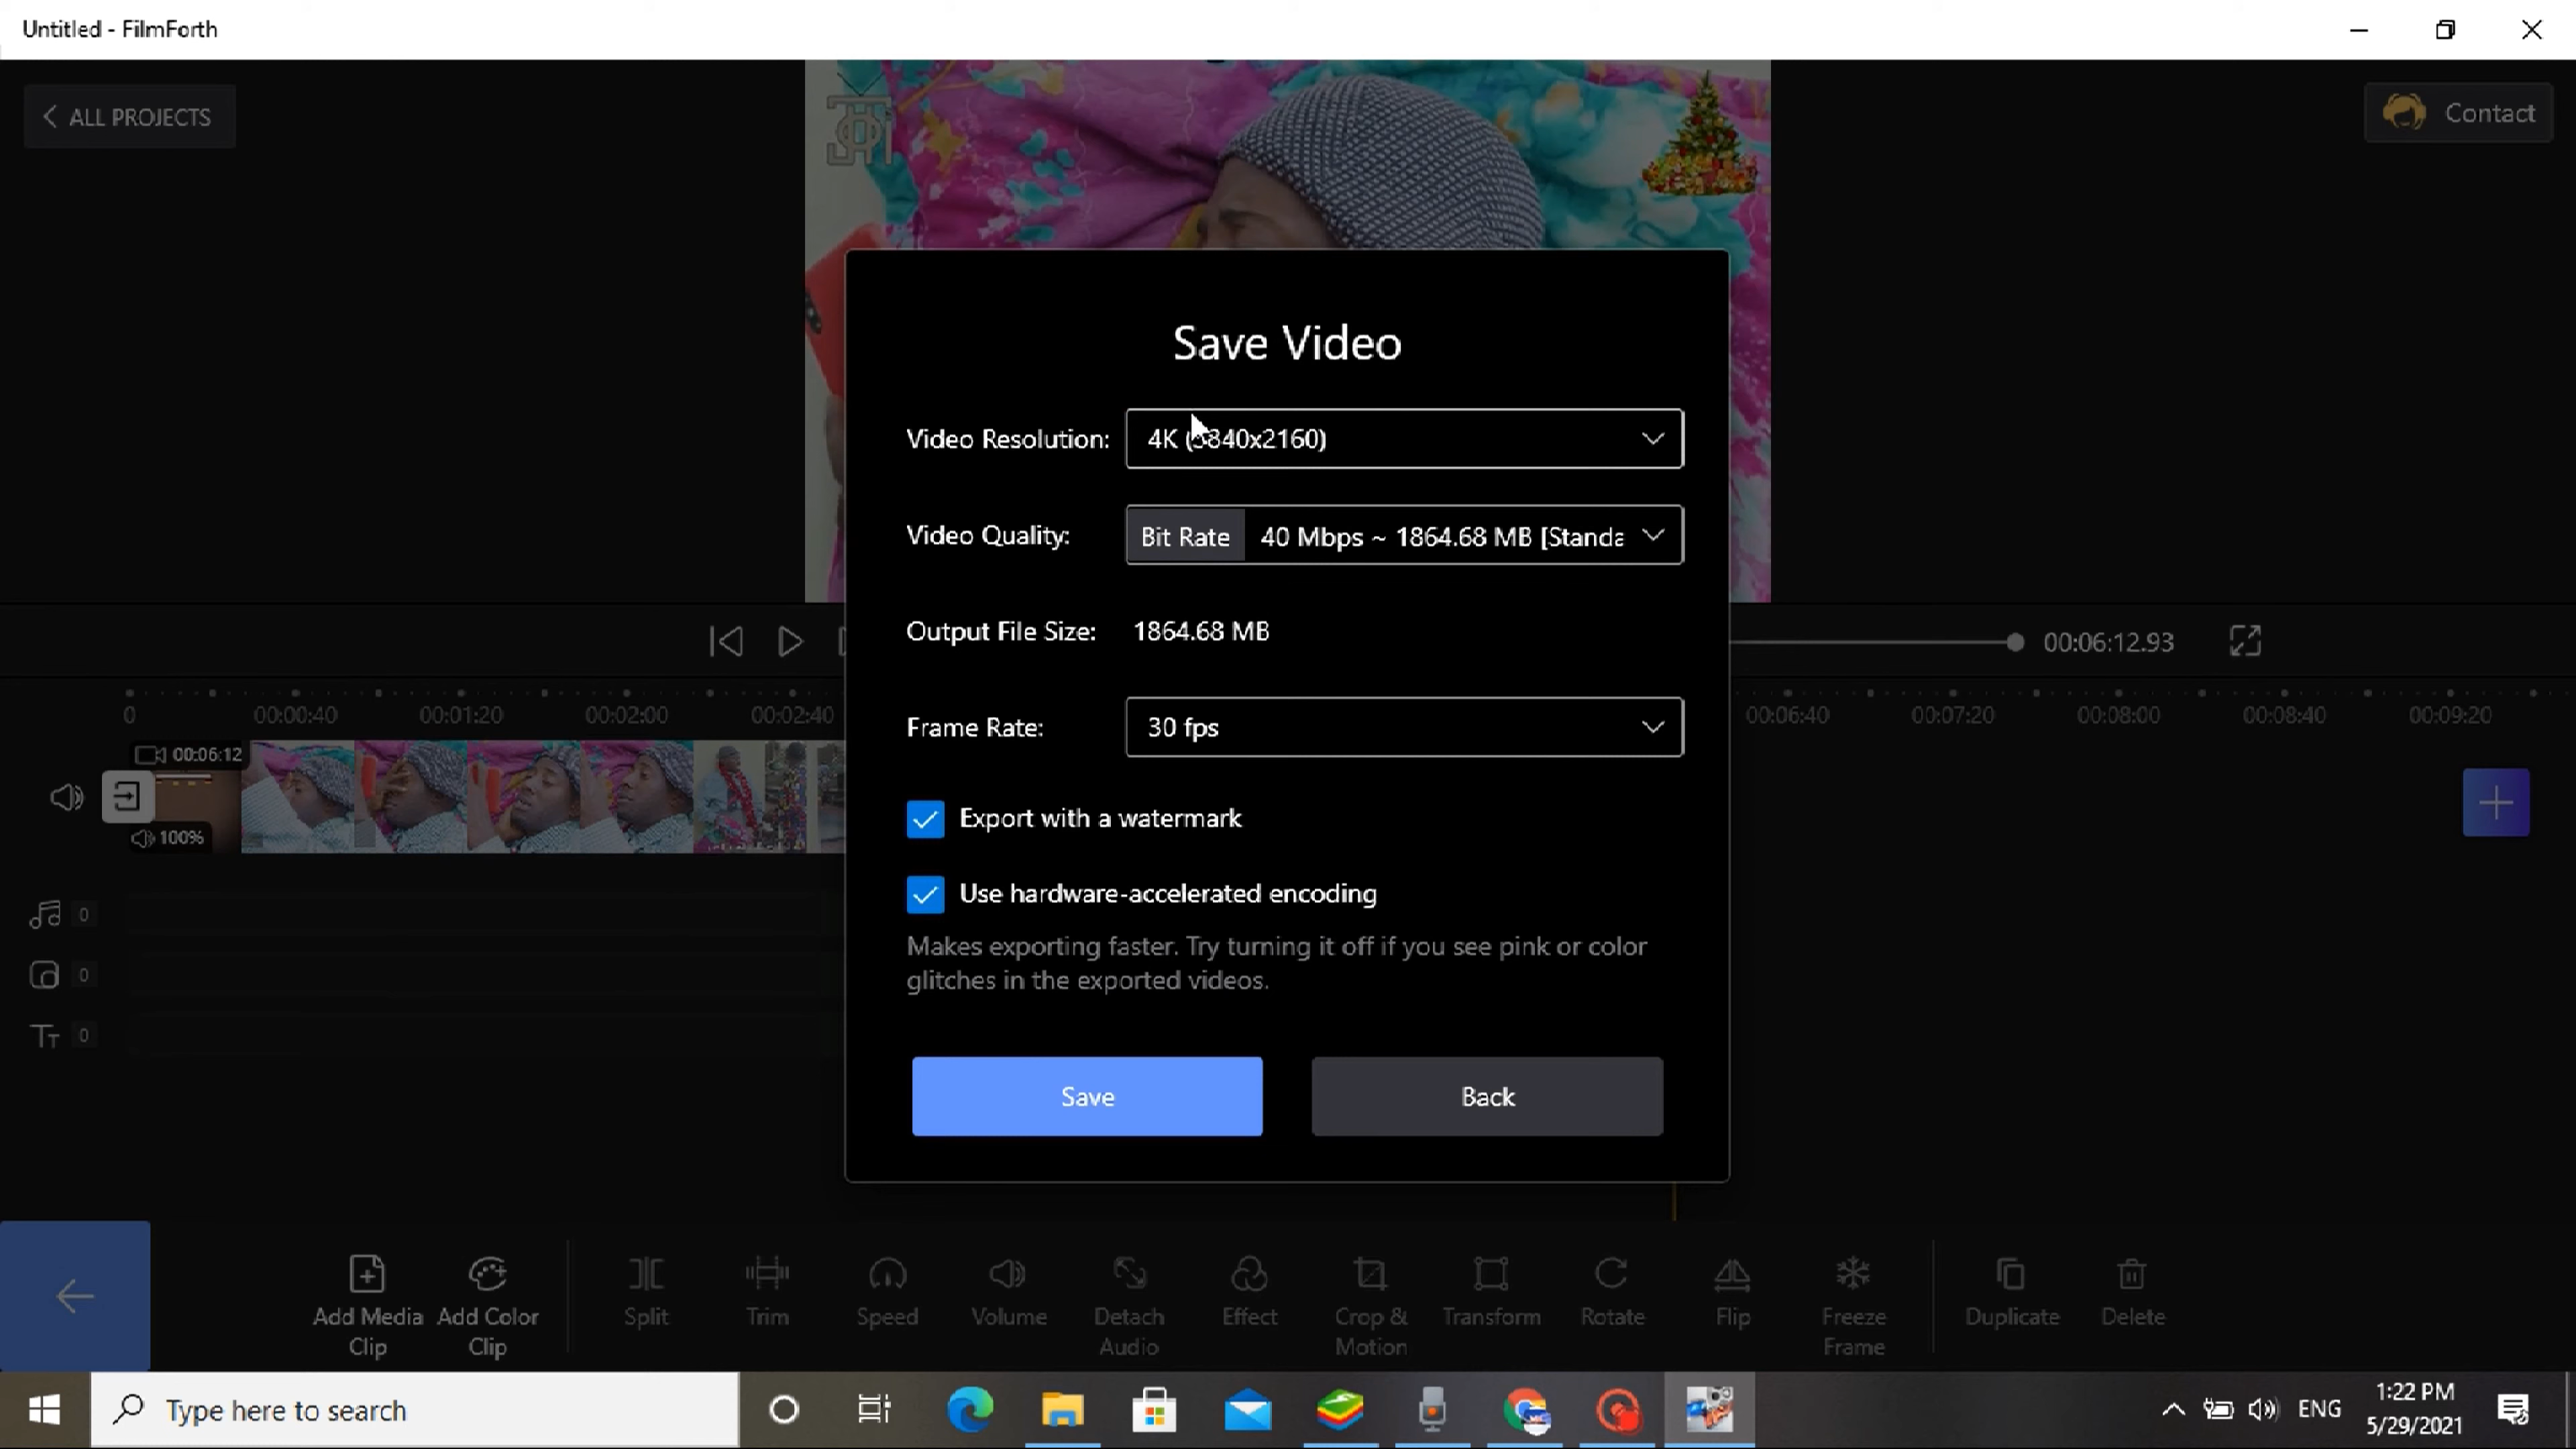 Untitled - FilmForth
ALL PROJECTS
Contact
Save Video
Video Resolution: 4K (3840x2160)
Video Quality: Bit Rate 40 Mbps ~ 1864.68 MB [Standa
Output File Size: 1864.68 MB
00:06:12.93
0 00:00:40 00:01:20 00:02:00 00:02:40 00:06:40 00:07:20 00:08:00 00:08:40 00:09:20
Frame Rate: 30 fps
00:06:12
100%
Export with a watermark
Use hardware-accelerated encoding
0
Makes exporting faster. Try turning it off if you see pink or color
glitches in the exported videos.
0
0
Save Back
Add Media Clip
Add Color Clip
Split
Trim
Speed
Volume
Detach Audio
Effect
Crop & Motion
Transform
Rotate
Flip
Freeze Frame
Duplicate
Delete
Type here to search
ENG
1:22 PM
5/29/2021